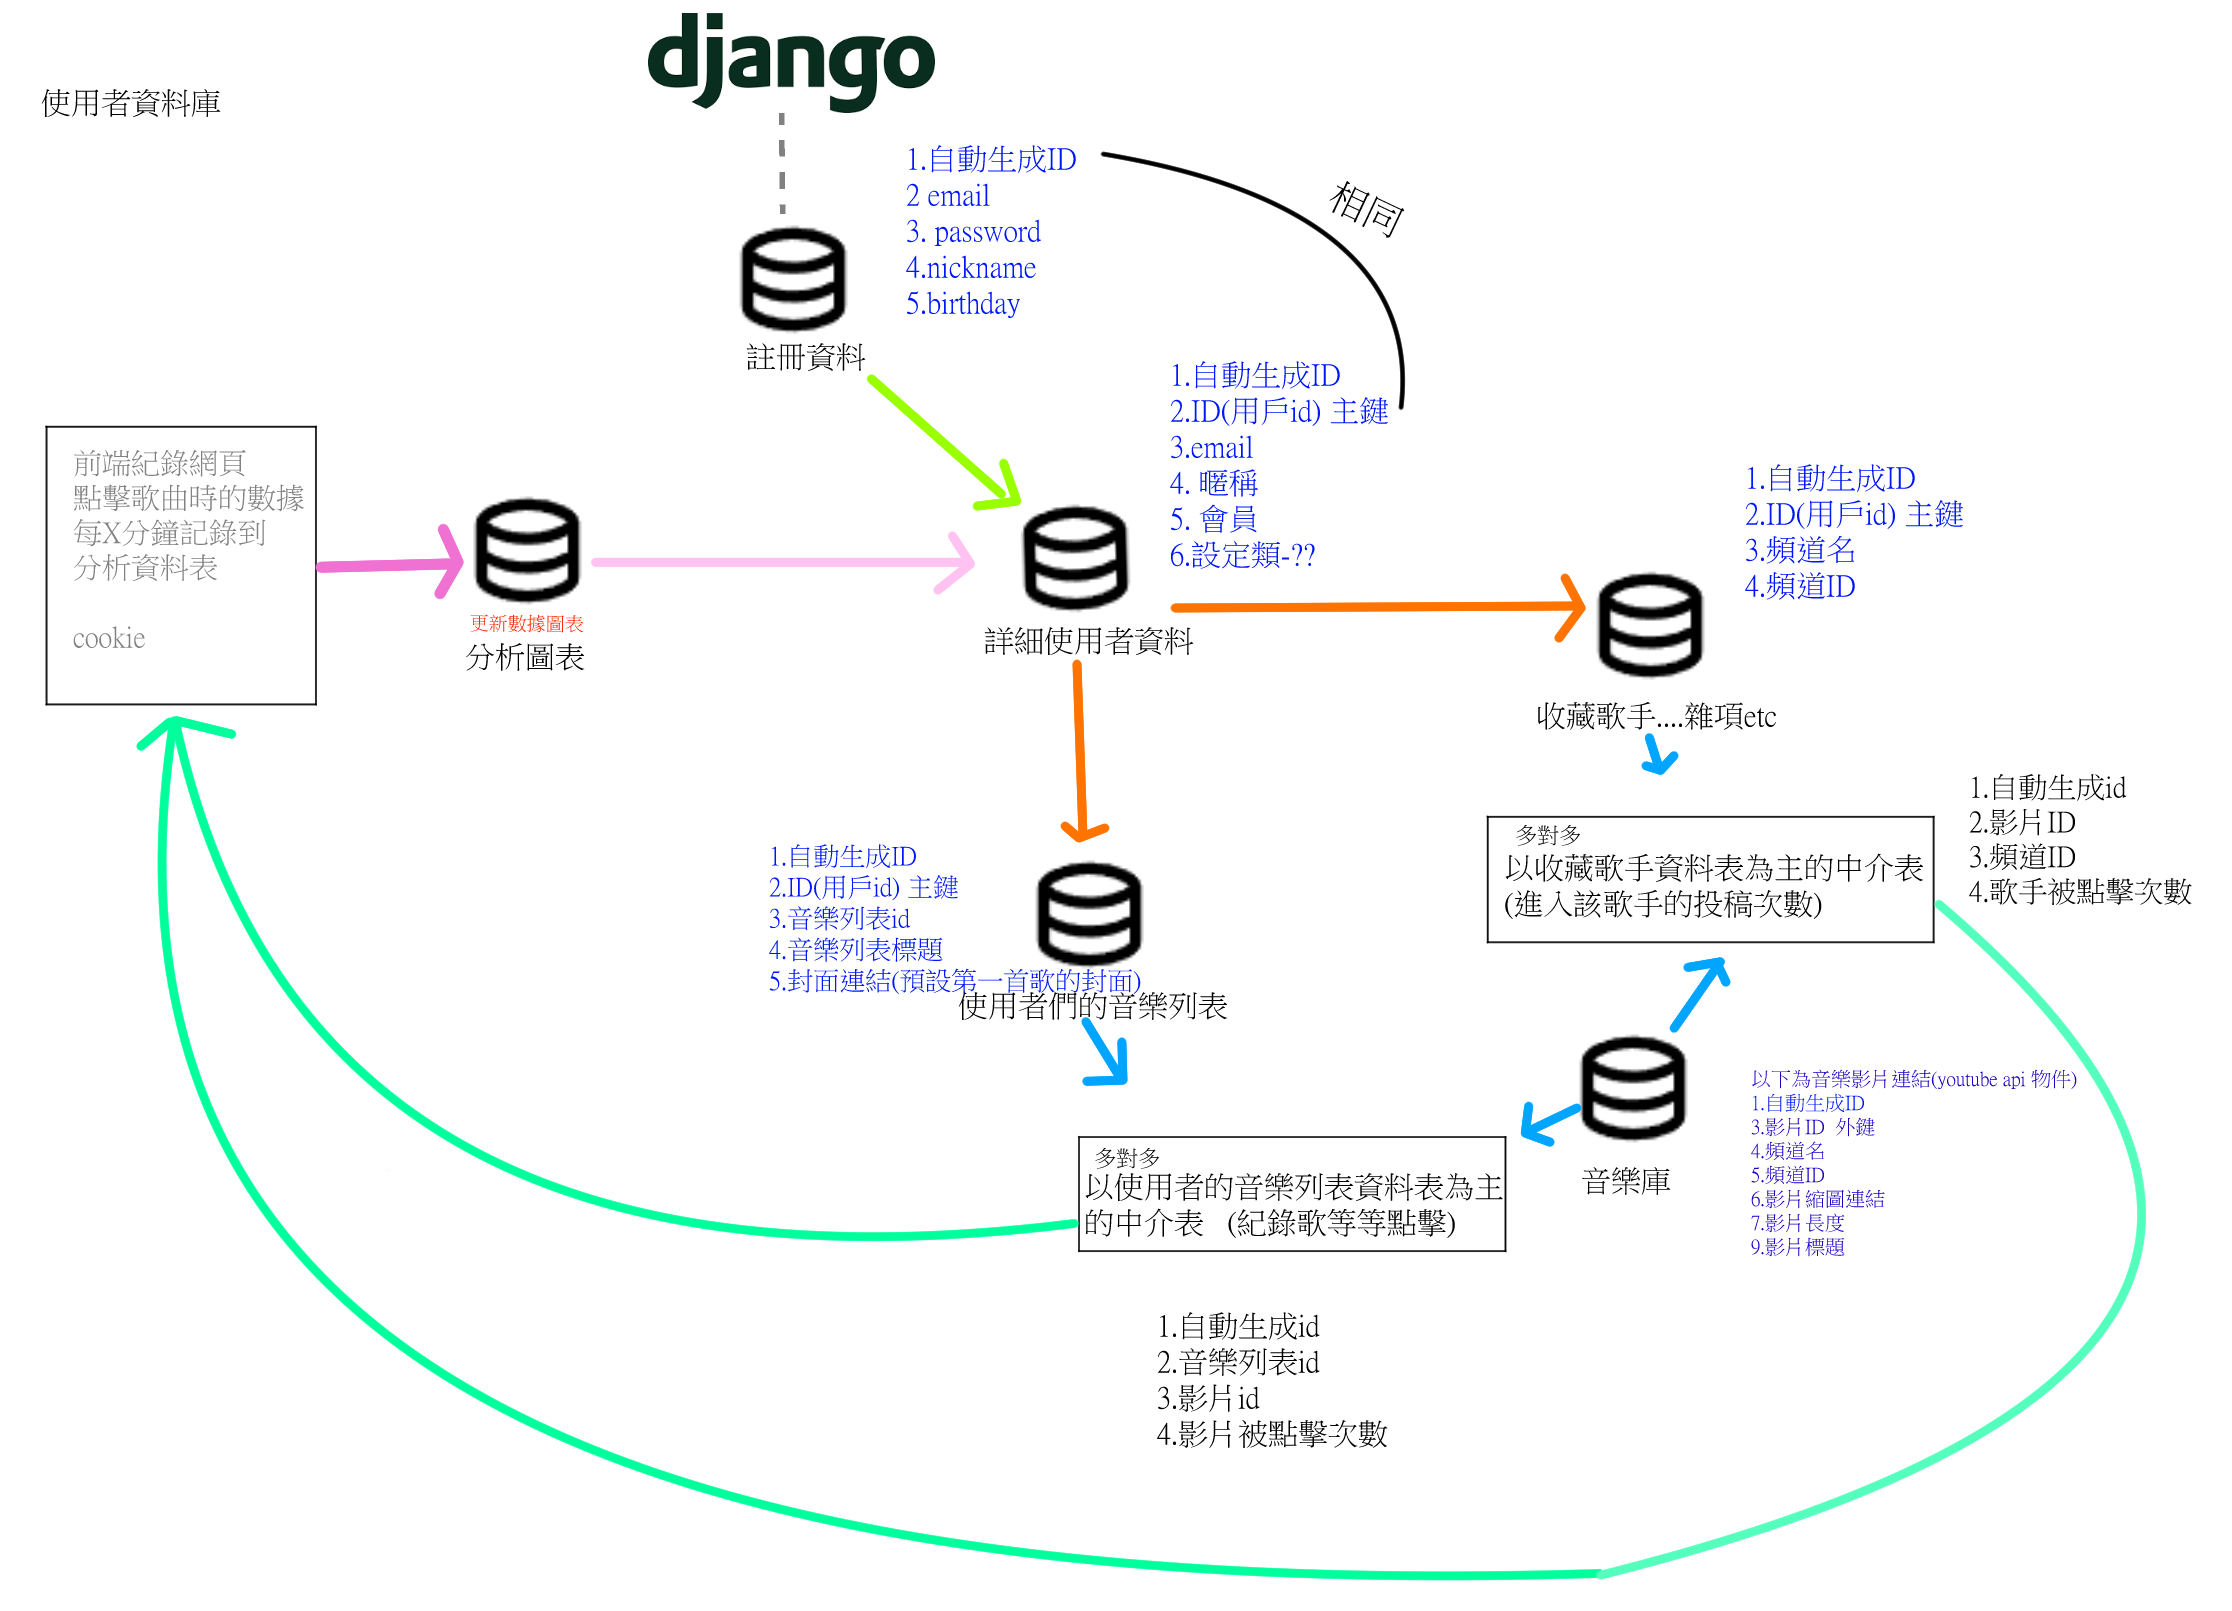 django
使用者資料庫
1.自動生成ID
2 email
3. password
4.nickname
5.birthday
相同
註冊資料
1.自動生成ID
2.ID(用戶id) 主鍵
3.email
4. 暱稱
5. 會員
6.設定類-??
前端紀錄網頁
點擊歌曲時的數據
每X分鐘記錄到
分析資料表
cookie
更新數據圖表
分析圖表
詳細使用者資料
1.自動生成ID
2.ID(用戶id) 主鍵
3.頻道名
4.頻道ID
收藏歌手....雜項etc
1.自動生成id
2.影片ID
3.頻道ID
4.歌手被點擊次數
多對多
以收藏歌手資料表為主的中介表
(進入該歌手的投稿次數)
1.自動生成ID
2.ID(用戶id) 主鍵
3.音樂列表id
4.音樂列表標題
5.封面連結(預設第一首歌的封面)
使用者們的音樂列表
以下為音樂影片連結(youtube api 物件)
1.自動生成ID
3.影片ID 外鍵
4.頻道名
5.頻道ID
6.影片縮圖連結
7.影片長度
9.影片標題
音樂庫
多對多
以使用者的音樂列表資料表為主
的中介表 (紀錄歌等等點擊)
1.自動生成id
2.音樂列表id
3.影片id
4.影片被點擊次數